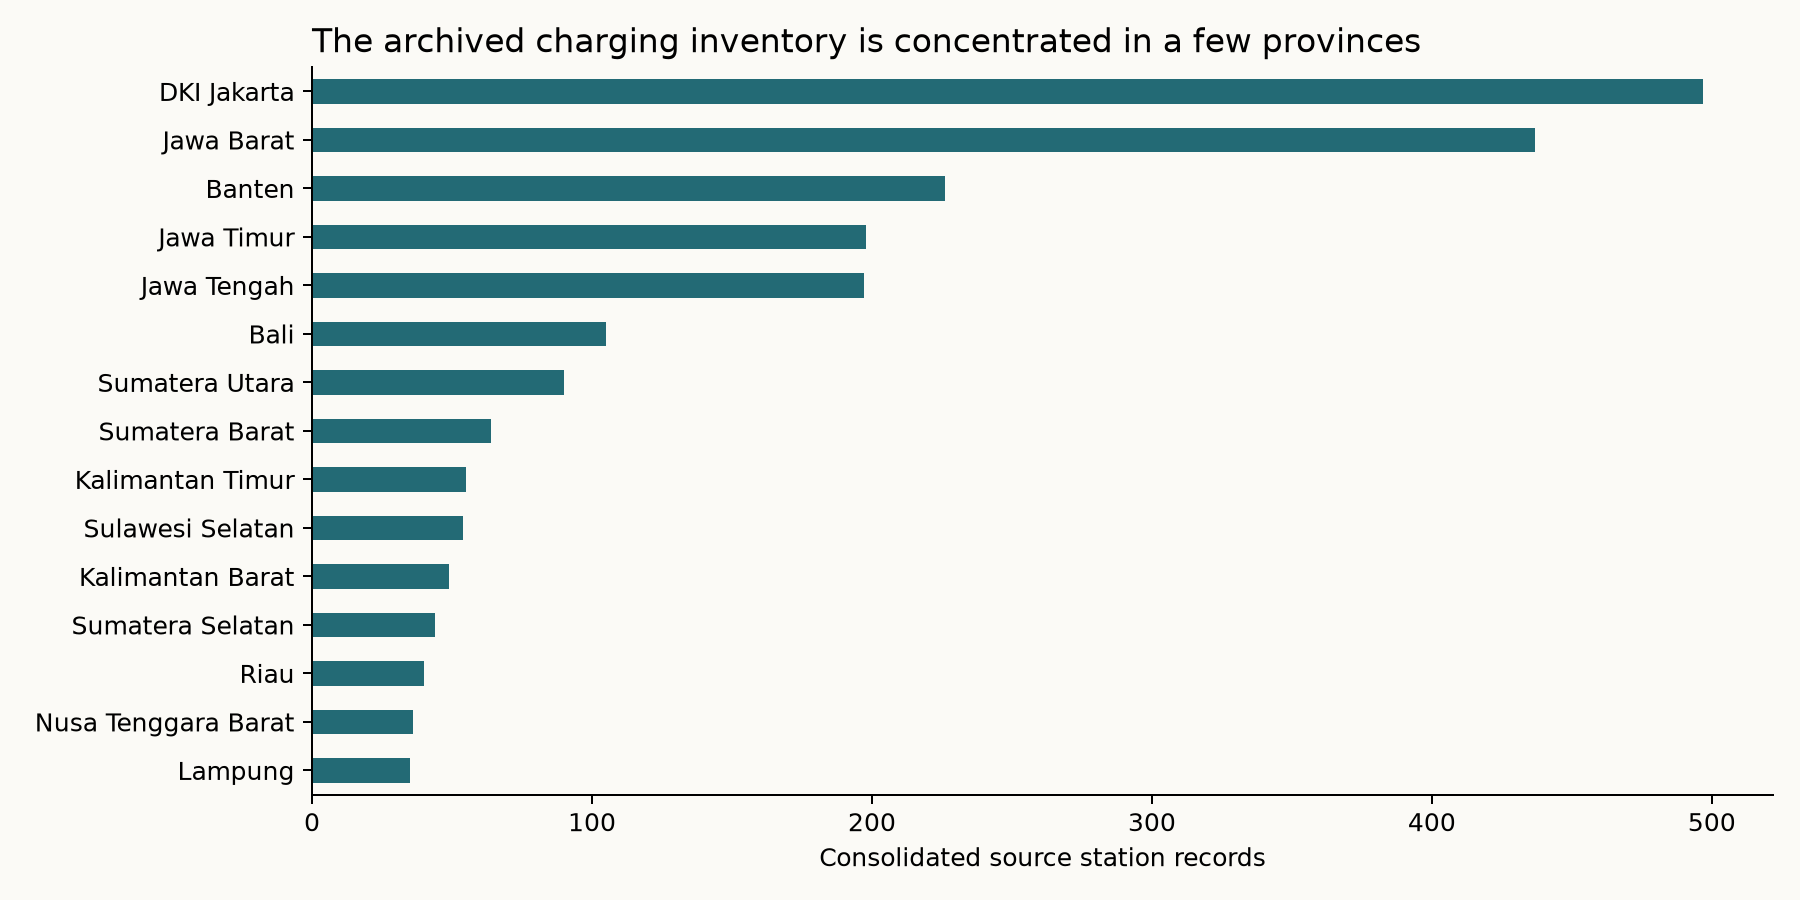 The archived charging inventory is concentrated in a few provinces
DKI Jakarta
Jawa Barat
Banten
Jawa Timur
Jawa Tengah
Bali
Sumatera Utara
Sumatera Barat
Kalimantan Timur
Sulawesi Selatan
Kalimantan Barat
Sumatera Selatan
Riau
Nusa Tenggara Barat
Lampung
0 100 200 300 400 500
Consolidated source station records